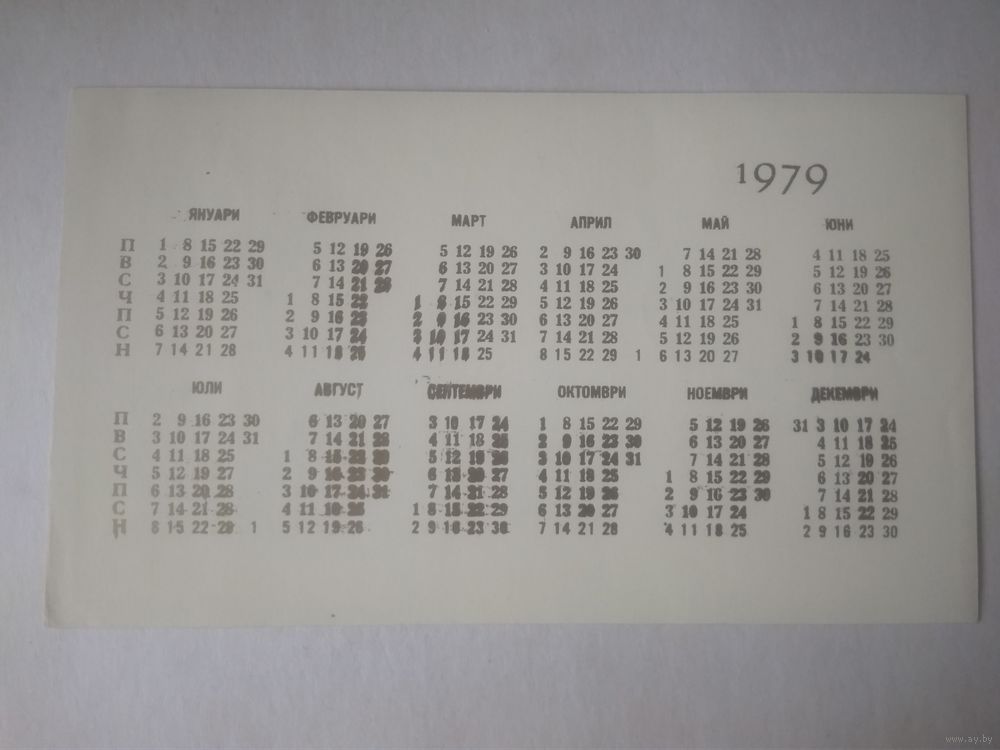 1979
ЯНУАРИ ФЕВРУАРИ МАРТ АПРИЛ МАЙ ЮНИ
П 1 8 15 22 29 5 12 19 26 5 12 19 26 2 9 16 23 30 7 14 21 28 4 11 18 25
В 2 9 16 23 30 6 13 20 27 6 13 20 27 3 10 17 24 1 8 15 22 29 5 12 19 26
С 3 10 17 24 31 7 14 21 28 7 14 21 28 4 11 18 25 2 9 16 23 30 6 13 20 27
Ч 4 11 18 25 1 8 15 22 1 8 15 22 29 5 12 19 26 3 10 17 24 31 7 14 21 28
П 5 12 19 26 2 9 16 23 2 9 16 23 30 6 13 20 27 4 11 18 25 1 8 15 22 29
С 6 13 20 27 3 10 17 24 3 10 17 24 31 7 14 21 28 5 12 19 26 2 9 16 23 30
Н 7 14 21 28 4 11 18 25 4 11 18 25 8 15 22 29 1 6 13 20 27 3 10 17 24
ЮЛИ АВГУСТ СЕПТЕМВРИ ОКТОМВРИ НОЕМВРИ ДЕКЕМВРИ
П 2 9 16 23 30 6 13 20 27 3 10 17 24 1 8 15 22 29 5 12 19 26 31 3 10 17 24
В 3 10 17 24 31 7 14 21 28 4 11 18 25 2 9 16 23 30 6 13 20 27 4 11 18 25
С 4 11 18 25 1 8 15 22 29 5 12 19 26 3 10 17 24 31 7 14 21 28 5 12 19 26
Ч 5 12 19 27 2 9 16 23 30 6 13 20 27 4 11 18 25 1 8 15 22 29 6 13 20 27
П 6 13 20 28 3 10 17 24 31 7 14 21 28 5 12 19 26 2 9 16 23 30 7 14 21 28
С 7 14 21 28 4 11 18 25 1 8 15 22 29 6 13 20 27 3 10 17 24 1 8 15 22 29
Н 8 15 22 29 1 5 12 19 26 2 9 16 23 30 7 14 21 28 4 11 18 25 2 9 16 23 30
www.ay.by